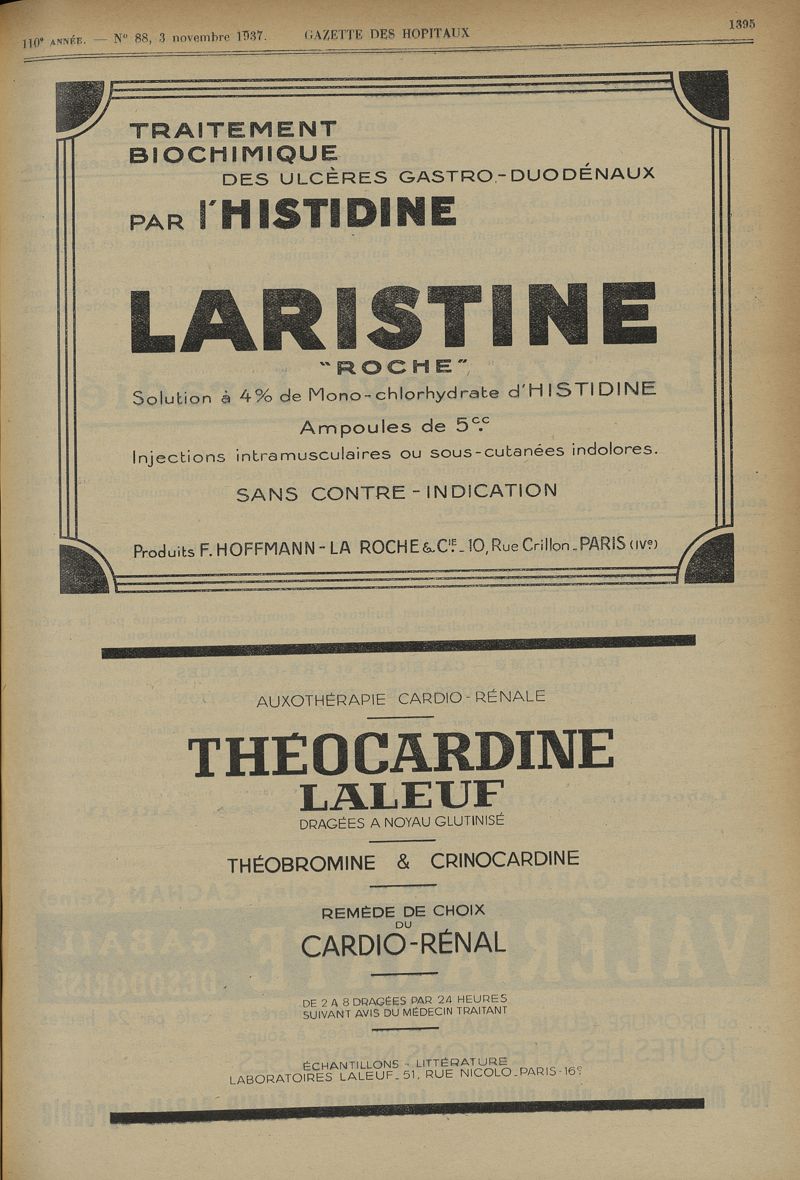 110e ANNÉE. — No 88, 3 novembre 1937. GAZETTE DES HOPITAUX 1395
TRAITEMENT
BIOCHIMIQUE
DES ULCÈRES GASTRO-DUODÉNAUX
PAR l'HISTIDINE
LARISTINE
"ROCHE"
Solution à 4% de Mono-chlorhydrate d'HISTIDINE
Ampoules de 5cc.
Injections intramusculaires ou sous-cutanées indolores.
SANS CONTRE-INDICATION
Produits F. HOFFMANN-LA ROCHE & CIE. 10, Rue Crillon_PARIS (IVe)
AUXOTHÉRAPIE CARDIO-RÉNALE
THÉOCARDINE
LALEUF
DRAGÉES A NOYAU GLUTINISÉ
THÉOBROMINE & CRINOCARDINE
REMÈDE DE CHOIX
DU
CARDIO-RÉNAL
DE 2 A 8 DRAGÉES PAR 24 HEURES
SUIVANT AVIS DU MÉDECIN TRAITANT
ÉCHANTILLONS - LITTÉRATURE
LABORATOIRES LALEUF_51, RUE NICOLO_PARIS-16e